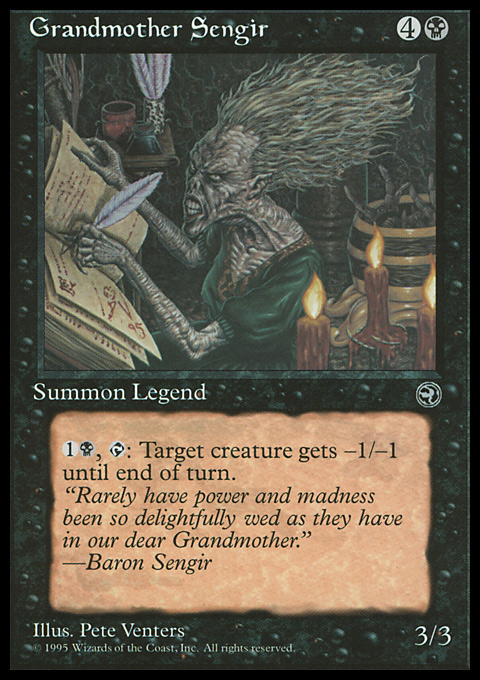 Grandmother Sengir 4
Summon Legend
1, : Target creature gets –1/–1
until end of turn.
“Rarely have power and madness
been so delightfully wed as they have
in our dear Grandmother.”
—Baron Sengir
Illus. Pete Venters
© 1995 Wizards of the Coast, Inc. All rights reserved.
3/3